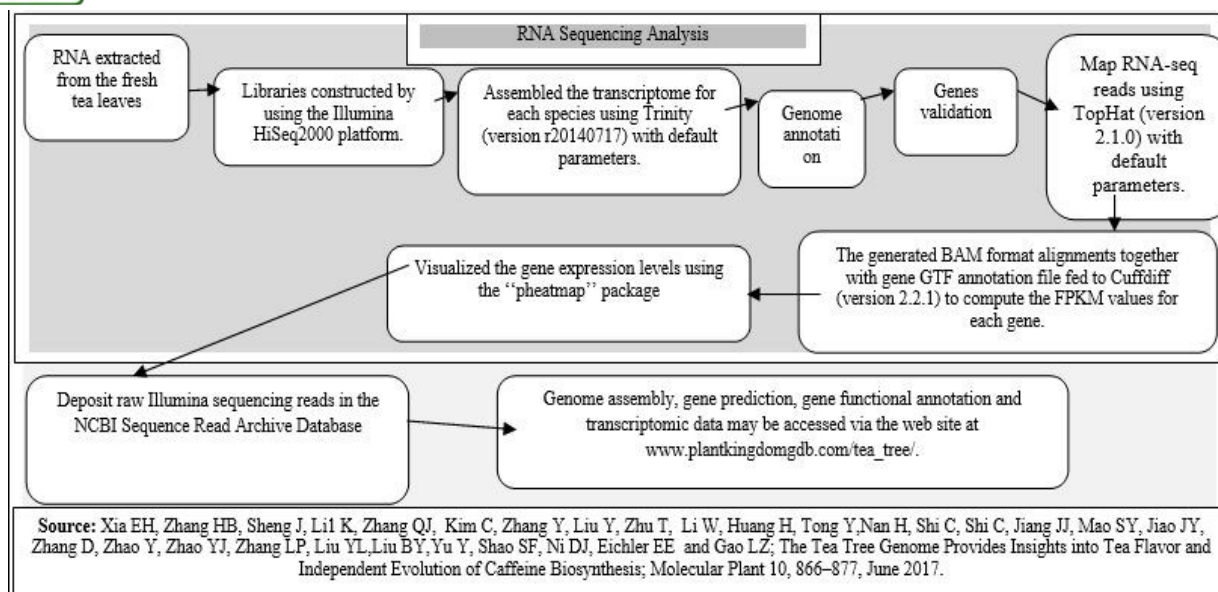 RNA Sequencing Analysis
RNA extracted
from the fresh
tea leaves
Libraries constructed by
using the Illumina
HiSeq2000 platform.
Assembled the transcriptome for
each species using Trinity
(version r20140717) with default
parameters.
Genome
annotati
on
Genes
validation
Map RNA-seq
reads using
TopHat (version
2.1.0) with
default
parameters.
The generated BAM format alignments together
with gene GTF annotation file fed to Cuffdiff
(version 2.2.1) to compute the FPKM values for
each gene.
Visualized the gene expression levels using
the ‘‘pheatmap’’ package
Deposit raw Illumina sequencing reads in the
NCBI Sequence Read Archive Database
Genome assembly, gene prediction, gene functional annotation and
transcriptomic data may be accessed via the web site at
www.plantkingdomgdb.com/tea_tree/.
Source: Xia EH, Zhang HB, Sheng J, Li1 K, Zhang QJ, Kim C, Zhang Y, Liu Y, Zhu T, Li W, Huang H, Tong Y,Nan H, Shi C, Shi C, Jiang JJ, Mao SY, Jiao JY,
Zhang D, Zhao Y, Zhao YJ, Zhang LP, Liu YL,Liu BY,Yu Y, Shao SF, Ni DJ, Eichler EE and Gao LZ; The Tea Tree Genome Provides Insights into Tea Flavor and
Independent Evolution of Caffeine Biosynthesis; Molecular Plant 10, 866–877, June 2017.